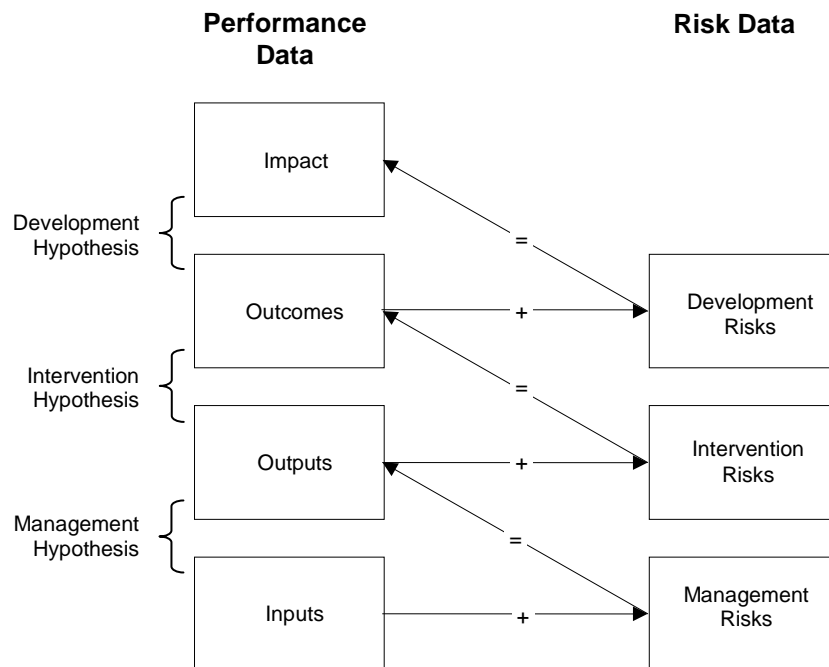 Performance
Data
Risk Data
Impact
Development
Hypothesis
=
Outcomes
+
Development
Risks
Intervention
Hypothesis
=
Outputs
+
Intervention
Risks
Management
Hypothesis
=
Inputs
+
Management
Risks